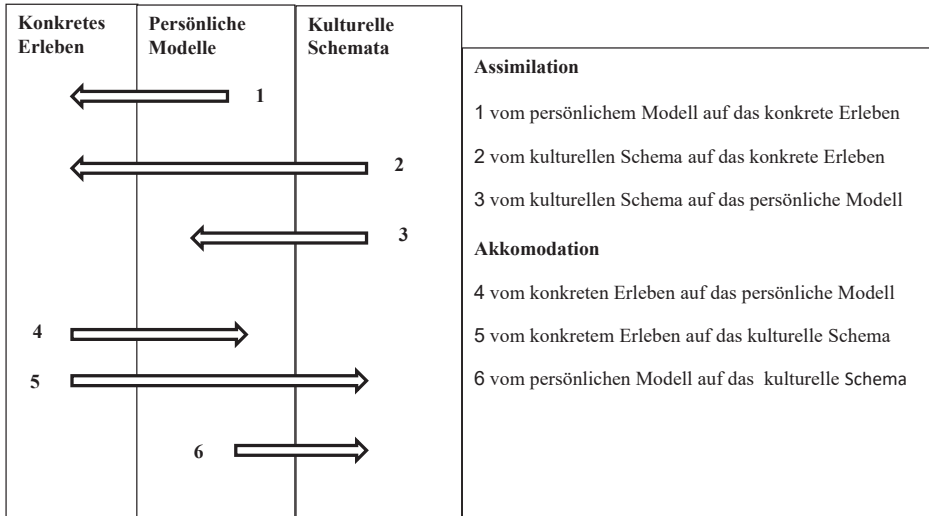 Konkretes
Erleben
Persönliche
Modelle
Kulturelle
Schemata
1
2
3
4
5
6
Assimilation
1 vom persönlichem Modell auf das konkrete Erleben
2 vom kulturellen Schema auf das konkrete Erleben
3 vom kulturellen Schema auf das persönliche Modell
Akkomodation
4 vom konkreten Erleben auf das persönliche Modell
5 vom konkretem Erleben auf das kulturelle Schema
6 vom persönlichen Modell auf das kulturelle Schema